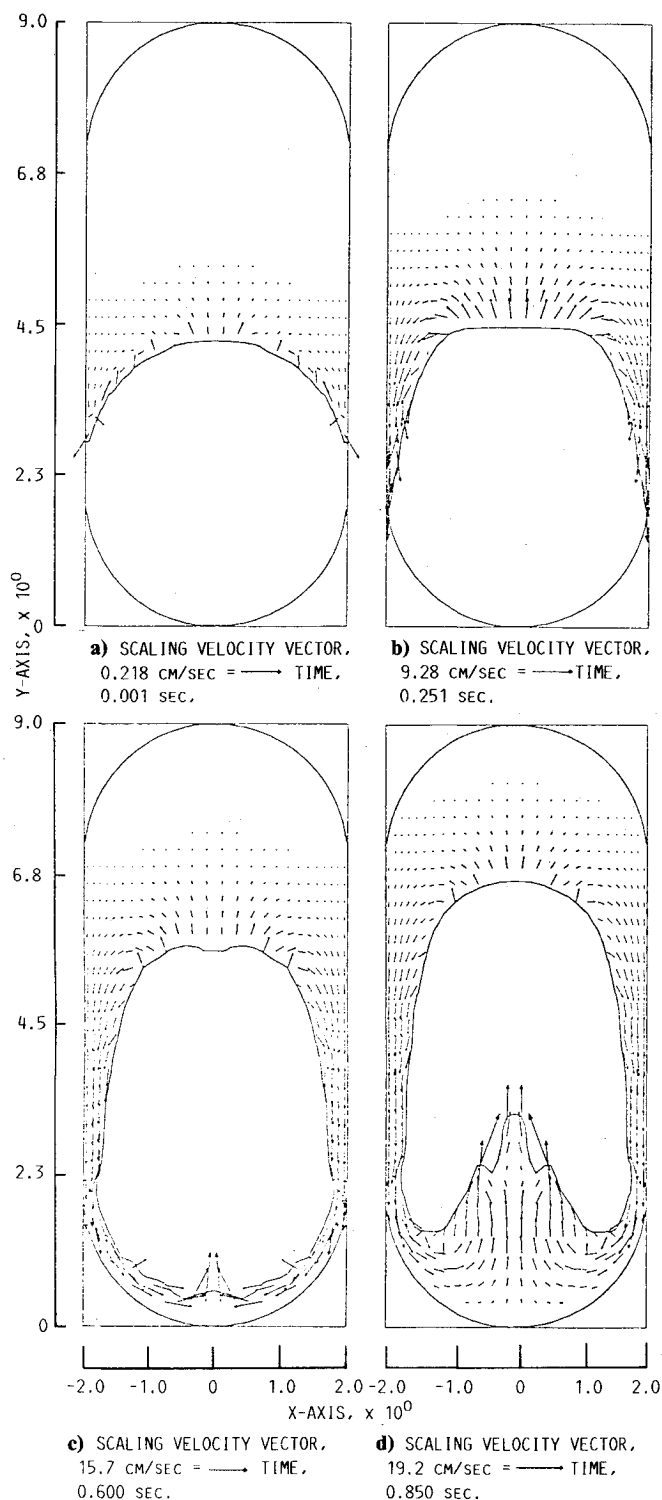 9.0
6.8
4.5
2.3
0
Y-AXIS, x 10⁰
a) SCALING VELOCITY VECTOR,
0.218 CM/SEC = → TIME,
0.001 SEC.
b) SCALING VELOCITY VECTOR,
9.28 CM/SEC = → TIME,
0.251 SEC.
9.0
6.8
4.5
2.3
0
-2.0 -1.0 0 1.0 2.0 -2.0 -1.0 0 1.0 2.0
X-AXIS, x 10⁰
c) SCALING VELOCITY VECTOR,
15.7 CM/SEC = → TIME,
0.600 SEC.
d) SCALING VELOCITY VECTOR,
19.2 CM/SEC = → TIME,
0.850 SEC.